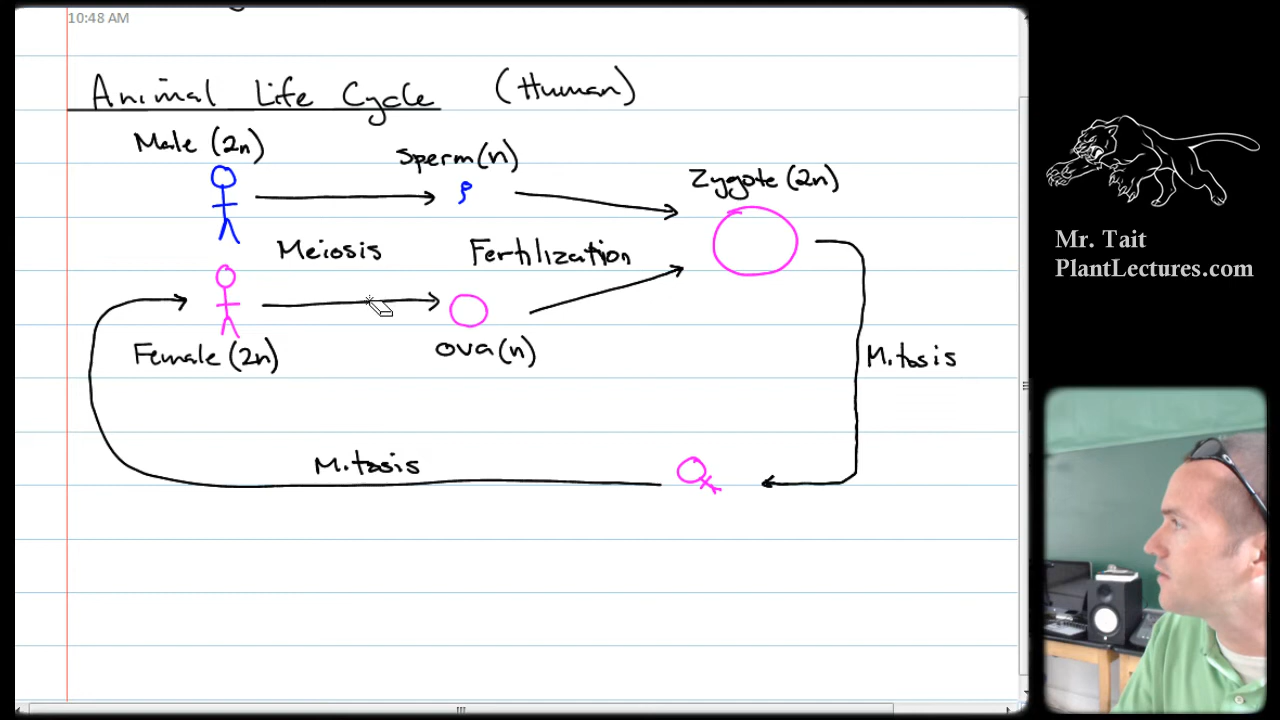 10:48 AM
Animal Life Cycle (Human)
Male (2n)
Sperm (n)
Zygote (2n)
Meiosis
Fertilization
Female (2n)
ova (n)
Mitosis
Mitosis
Mr. Tait
PlantLectures.com